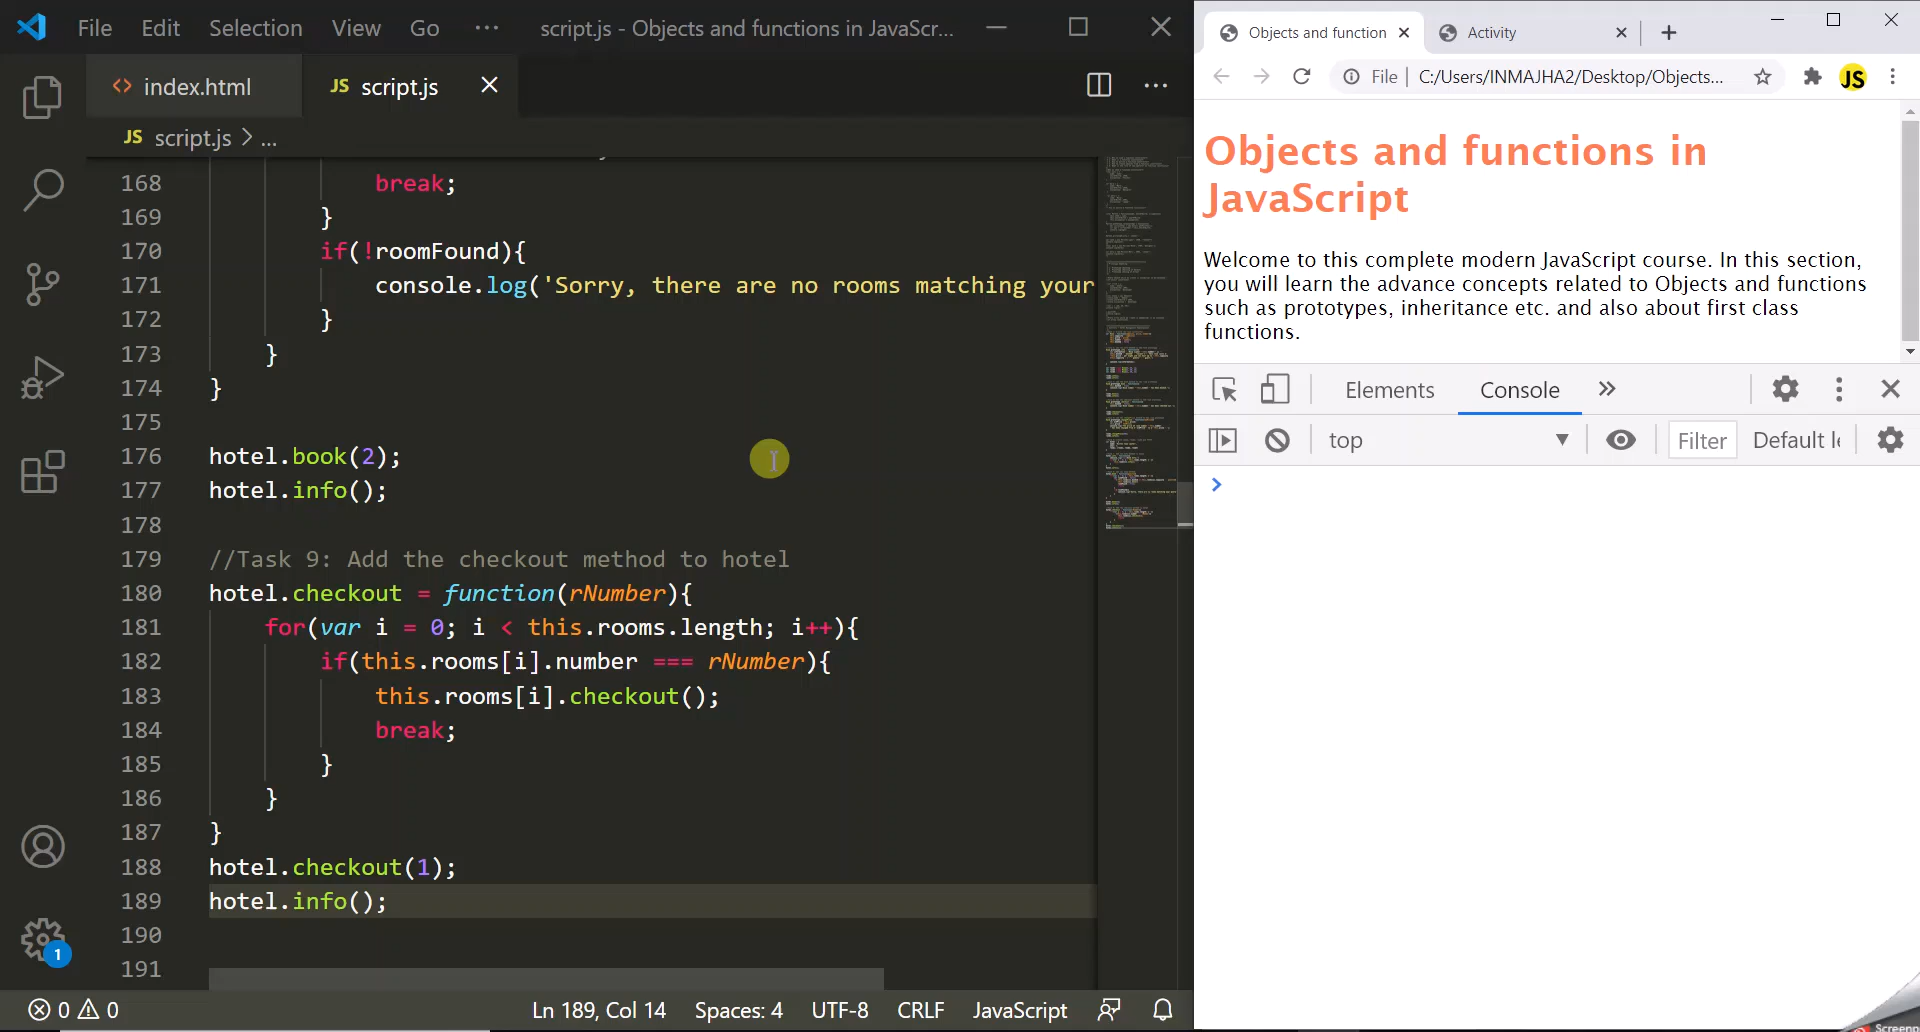 File Edit Selection View Go ··· script.js - Objects and functions in JavaScr...
index.html
JS script.js
JS script.js > ...
168 break;
169 }
170 if(!roomFound){
171 console.log('Sorry, there are no rooms matching your
172 }
173 }
174 }
175
176 hotel.book(2);
177 hotel.info();
178
179 //Task 9: Add the checkout method to hotel
180 hotel.checkout = function(rNumber){
181 for(var i = 0; i < this.rooms.length; i++){
182 if(this.rooms[i].number === rNumber){
183 this.rooms[i].checkout();
184 break;
185 }
186 }
187 }
188 hotel.checkout(1);
189 hotel.info();
190
191
1
0 0 Ln 189, Col 14 Spaces: 4 UTF-8 CRLF JavaScript
Objects and function Activity
File | C:/Users/INMAJHA2/Desktop/Objects... JS
Objects and functions in
JavaScript
Welcome to this complete modern JavaScript course. In this section,
you will learn the advance concepts related to Objects and functions
such as prototypes, inheritance etc. and also about first class
functions.
Elements Console »
top Filter Default
>